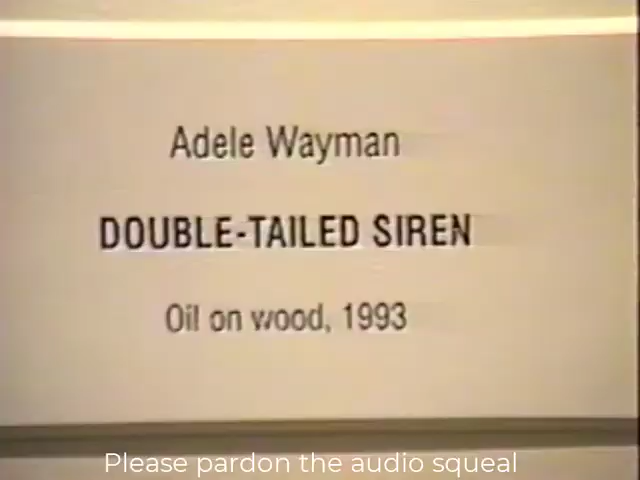 Adele Wayman
DOUBLE-TAILED SIREN
Oil on wood, 1993
Please pardon the audio squeal